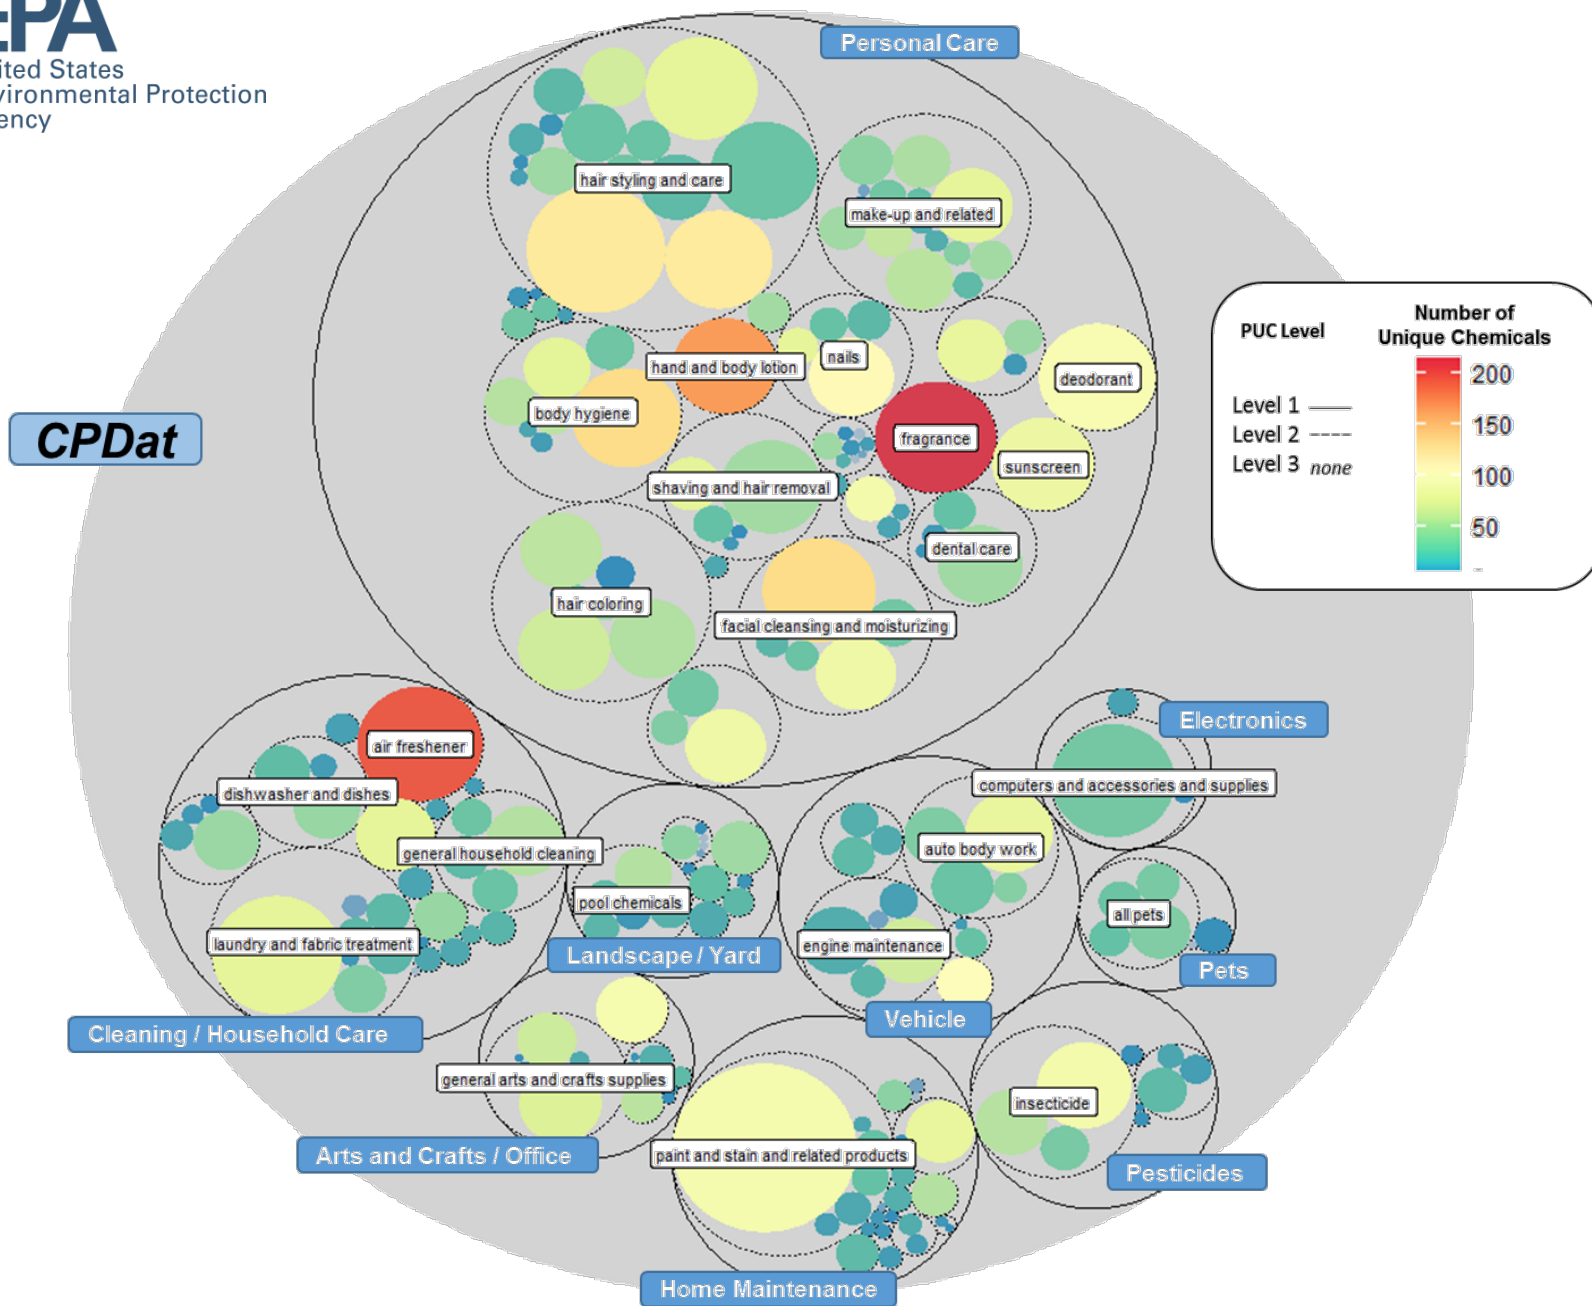 EPA
ited States
vironmental Protection
ency
Personal Care
hair styling and care
make-up and related
PUC Level
Number of
Unique Chemicals
200
150
100
50
-
Level 1
Level 2
Level 3 none
hand and body lotion
nails
deodorant
body hygiene
fragrance
CPDat
sunscreen
shaving and hair removal
dental care
hair coloring
facial cleansing and moisturizing
Electronics
air freshener
computers and accessories and supplies
dishwasher and dishes
general household cleaning
auto body work
pool chemicals
all pets
laundry and fabric treatment
engine maintenance
Landscape / Yard
Pets
Cleaning / Household Care
Vehicle
general arts and crafts supplies
insecticide
Arts and Crafts / Office
paint and stain and related products
Pesticides
Home Maintenance